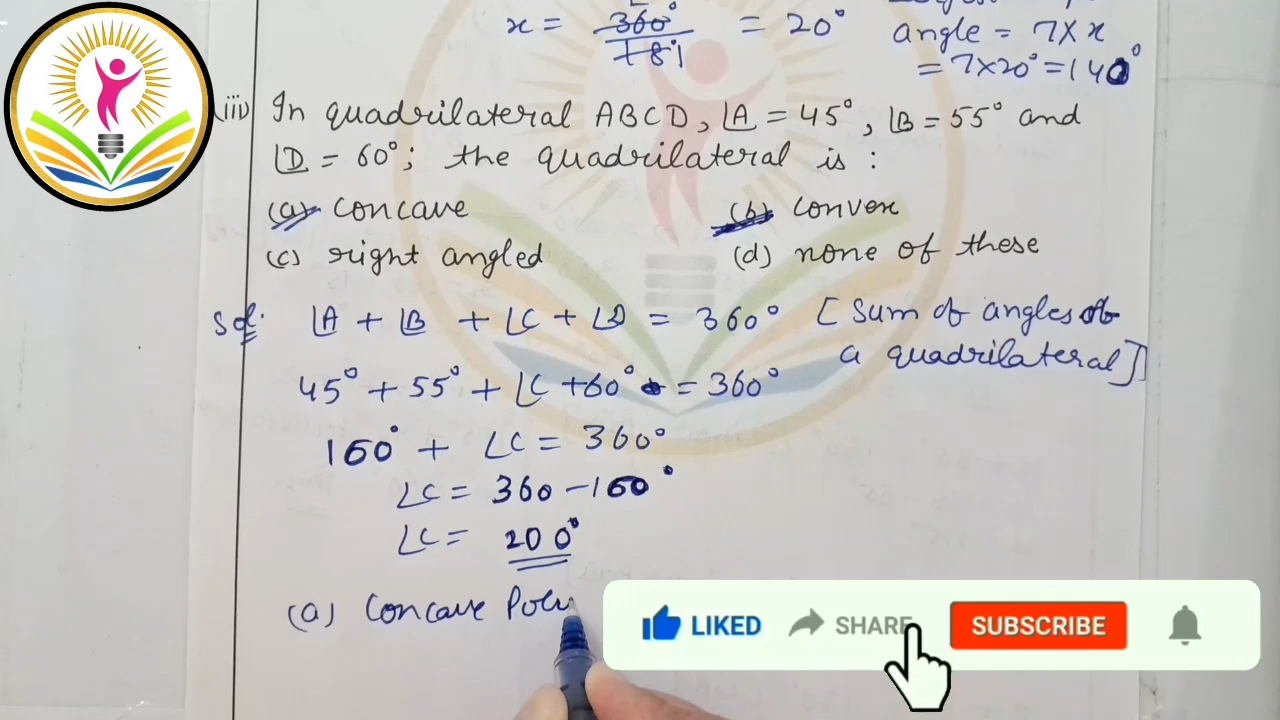 x = 360° = 20°
18
angle = 7 × x
= 7×20° = 140°
(iii) In quadrilateral ABCD, ∠A = 45°, ∠B = 55° and
∠D = 60°; the quadrilateral is :
(a) concave (b) convex
(c) right angled (d) none of these
Sol: ∠A + ∠B + ∠C + ∠D = 360° [Sum of angles of
a quadrilateral]
45° + 55° + ∠C + 60° = 360°
160° + ∠C = 360°
∠C = 360 - 160°
∠C = 200°
(a) Concave Poly
LIKED SHARE SUBSCRIBE